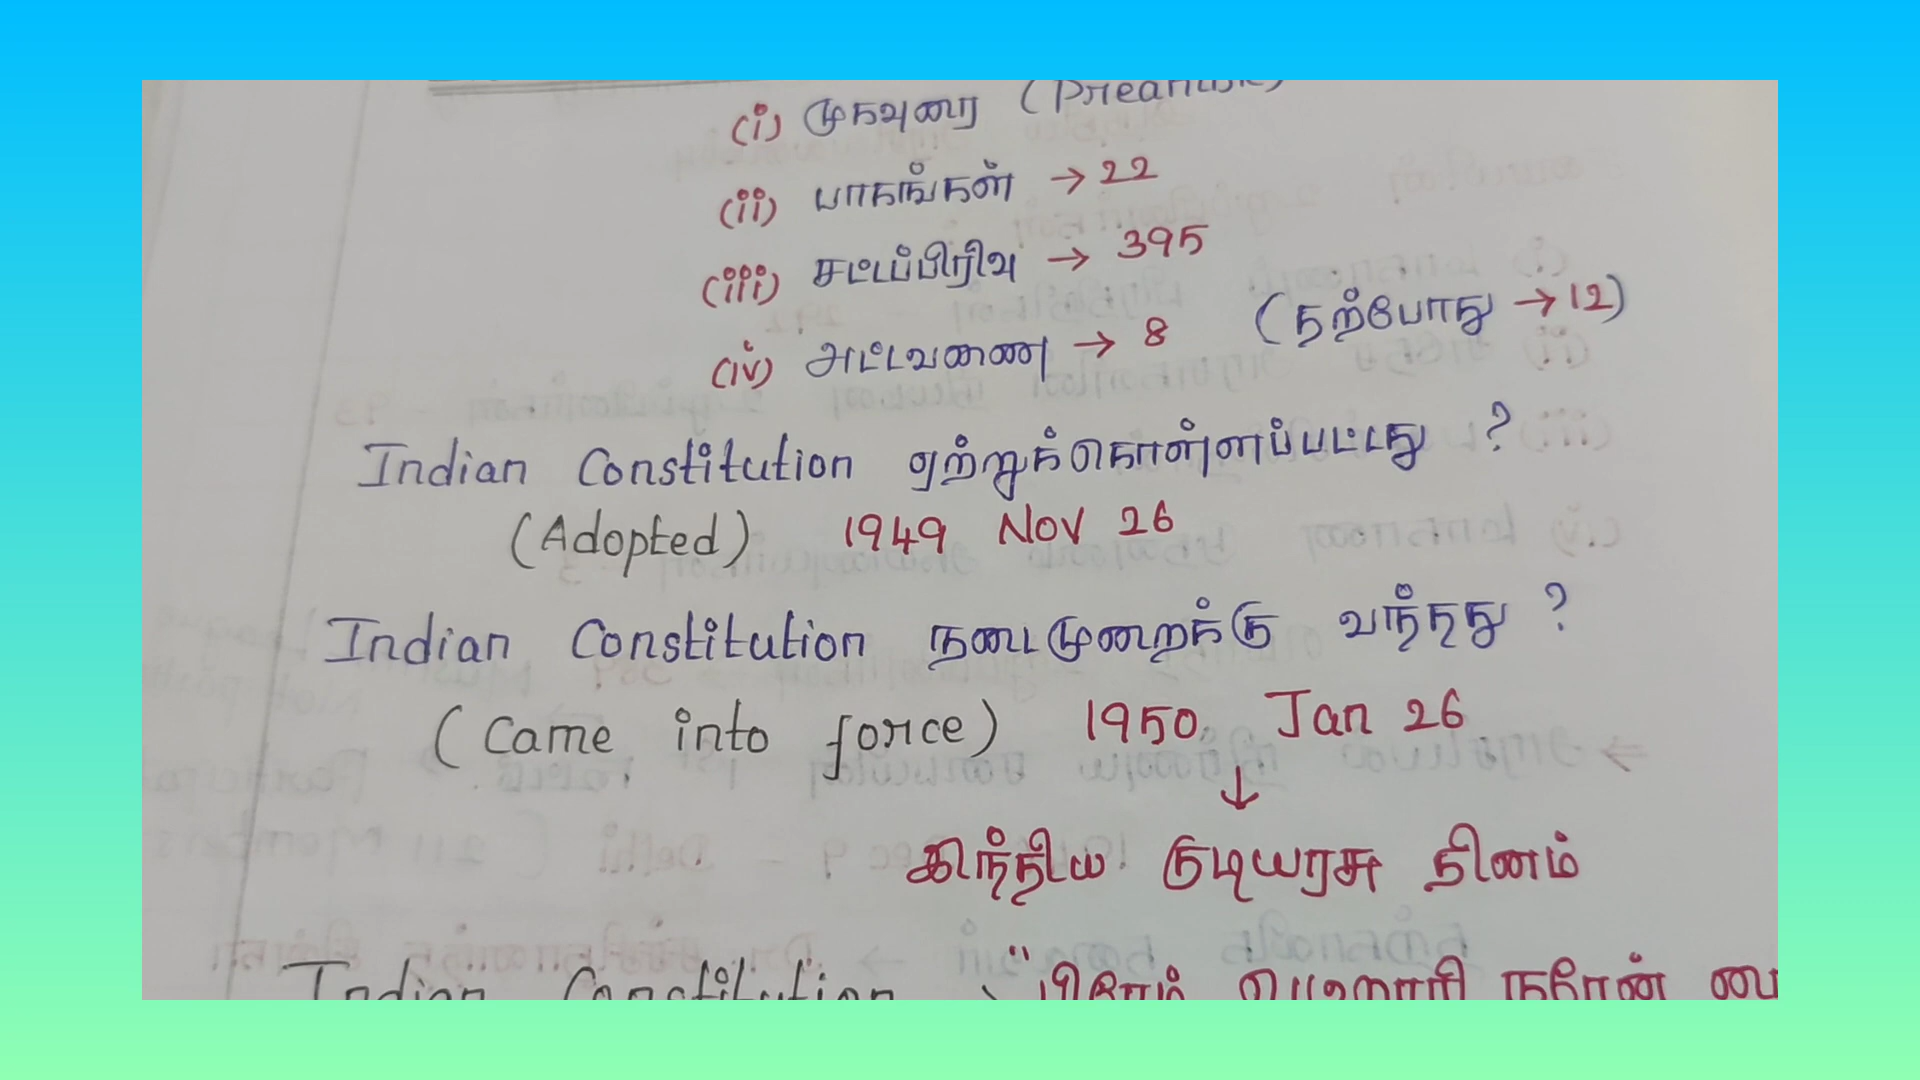 (i) முகவுரை
(ii) பாகங்கள் → 22
(iii) சட்டப்பிரிவு → 395
(iv) அட்டவணை → 8 (தற்போது → 12)
Indian Constitution ஏற்றுக்கொள்ளப்பட்டது ?
(Adopted) 1949 Nov 26
Indian Constitution நடைமுறைக்கு வந்தது ?
(Came into force) 1950 Jan 26
↓
இந்திய குடியரசு தினம்
Indian Constitution